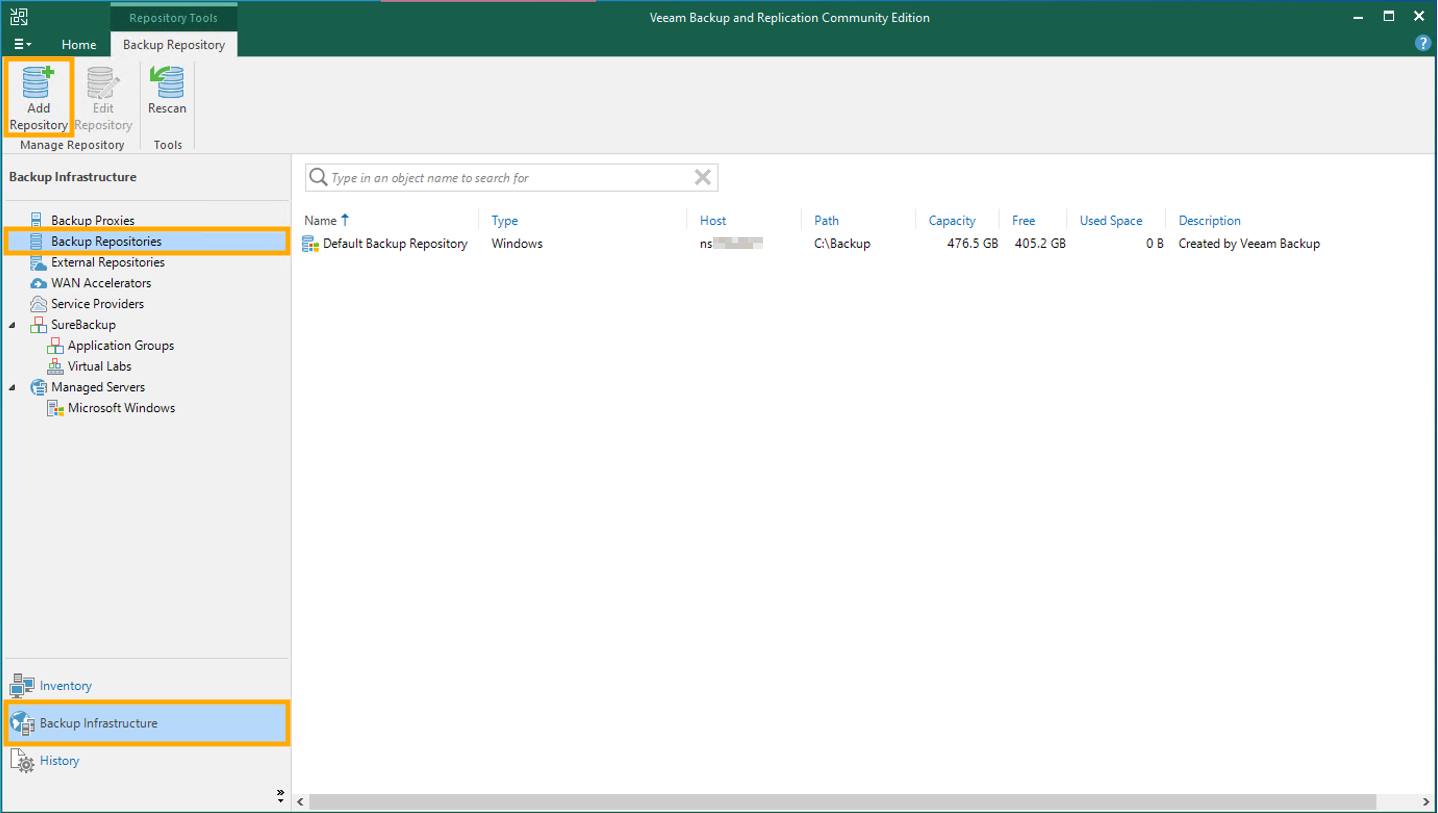 Repository Tools
Veeam Backup and Replication Community Edition
Home
Backup Repository
Add
Repository
Edit
Repository
Rescan
Manage Repository
Tools
Backup Infrastructure
Backup Proxies
Backup Repositories
External Repositories
WAN Accelerators
Service Providers
SureBackup
Application Groups
Virtual Labs
Managed Servers
Microsoft Windows
Inventory
Backup Infrastructure
History
Type in an object name to search for
Name Type Host Path Capacity Free Used Space Description
Default Backup Repository Windows ns C:\Backup 476.5 GB 405.2 GB 0 B Created by Veeam Backup